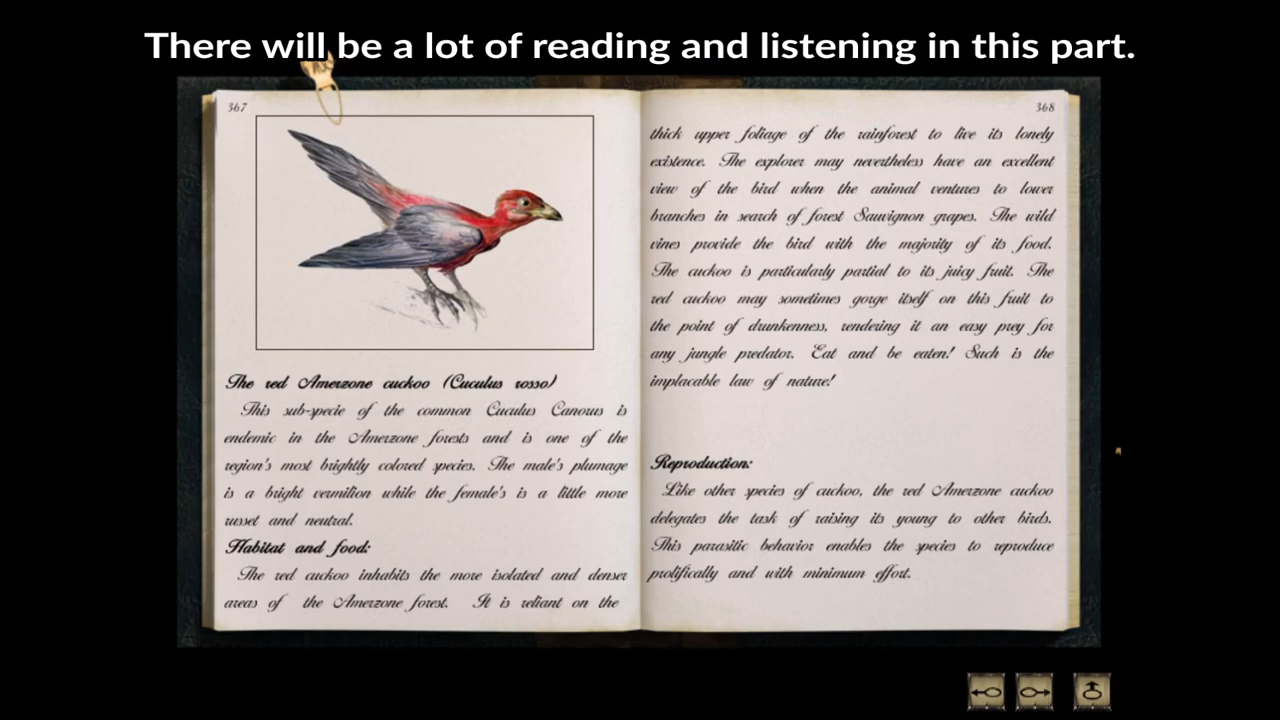 There will be a lot of reading and listening in this part.
367
The red Amerzone cuckoo (Cuculus rosso)
This sub-specie of the common Cuculus Canorus is
endemic in the Amerzone forests and is one of the
region's most brightly colored species. The male's plumage
is a bright vermilion while the female's is a little more
russet and neutral.
Habitat and food:
The red cuckoo inhabits the more isolated and denser
areas of the Amerzone forest. It is reliant on the
368
thick upper foliage of the rainforest to live its lonely
existence. The explorer may nevertheless have an excellent
view of the bird when the animal ventures to lower
branches in search of forest Sauvignon grapes. The wild
vines provide the bird with the majority of its food.
The cuckoo is particularly partial to its juicy fruit. The
red cuckoo may sometimes gorge itself on this fruit to
the point of drunkenness, rendering it an easy prey for
any jungle predator. Eat and be eaten! Such is the
implacable law of nature!
Reproduction:
Like other species of cuckoo, the red Amerzone cuckoo
delegates the task of raising its young to other birds.
This parasitic behavior enables the species to reproduce
prolifically and with minimum effort.